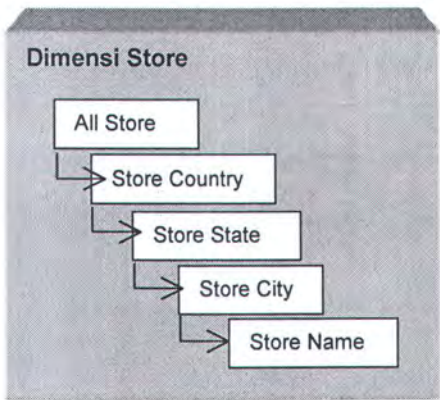 Dimensi Store
All Store
Store Country
Store State
Store City
Store Name